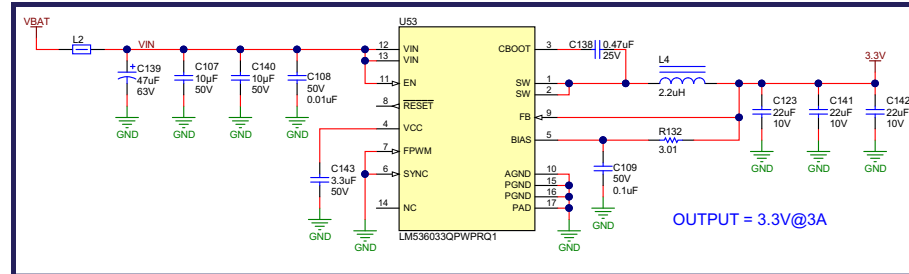 VBAT
L2
VIN
C139
47uF
63V
C107
10µF
50V
C140
10µF
50V
C108
50V
0.01uF
GND
GND
GND
GND
C143
3.3uF
50V
GND
GND
U53
12 VIN
13 VIN
11 EN
8 RESET
4 VCC
7 FPWM
6 SYNC
14 NC
CBOOT 3
SW 1
SW 2
FB 9
BIAS 5
AGND 10
PGND 15
PGND 16
PAD 17
LM536033QPWPRQ1
C138 0.47uF
25V
L4
2.2uH
3.3V
C123
22uF
10V
C141
22uF
10V
C142
22uF
10V
GND
GND
GND
R132
3.01
C109
50V
0.1uF
GND
GND
OUTPUT = 3.3V@3A